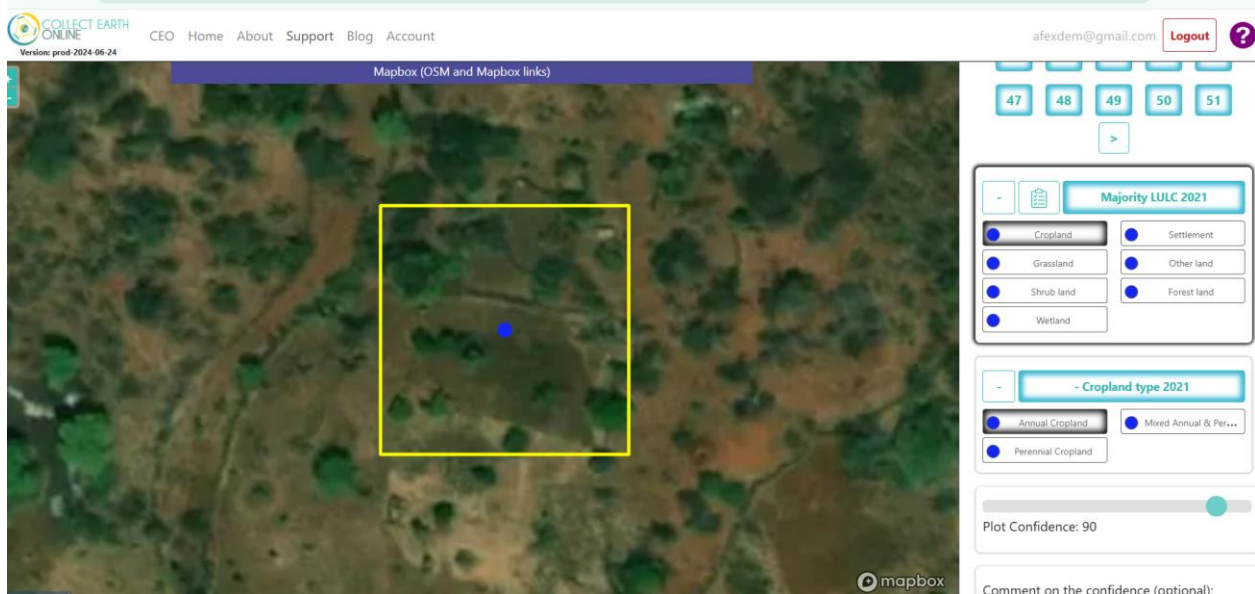 COLLECT EARTH
ONLINE
Version: prod-2024-06-24
CEO Home About Support Blog Account
afexdem@gmail.com Logout ?
Mapbox (OSM and Mapbox links)
+
-
47 48 49 50 51
>
- Majority LULC 2021
Cropland Settlement
Grassland Other land
Shrub land Forest land
Wetland
- - Cropland type 2021
Annual Cropland Mixed Annual & Per...
Perennial Cropland
Plot Confidence: 90
mapbox
Comment on the confidence (optional):